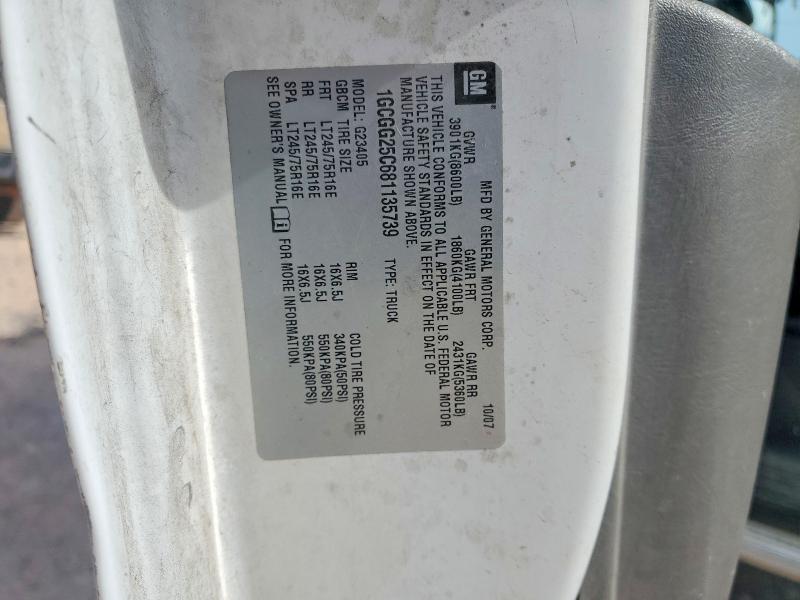 GM
MFD BY GENERAL MOTORS CORP. 10/07
GVWR GAWR FRT GAWR RR
3901KG(8600LB) 1860KG(4100LB) 2431KG(5360LB)
THIS VEHICLE CONFORMS TO ALL APPLICABLE U.S. FEDERAL MOTOR
VEHICLE SAFETY STANDARDS IN EFFECT ON THE DATE OF
MANUFACTURE SHOWN ABOVE.
1GCGG25C681135739 TYPE: TRUCK
MODEL: G23405
GBCM TIRE SIZE RIM COLD TIRE PRESSURE
FRT LT245/75R16E 16X6.5J 340KPA(50PSI)
RR LT245/75R16E 16X6.5J 550KPA(80PSI)
SPA LT245/75R16E 16X6.5J 550KPA(80PSI)
SEE OWNER'S MANUAL i FOR MORE INFORMATION.